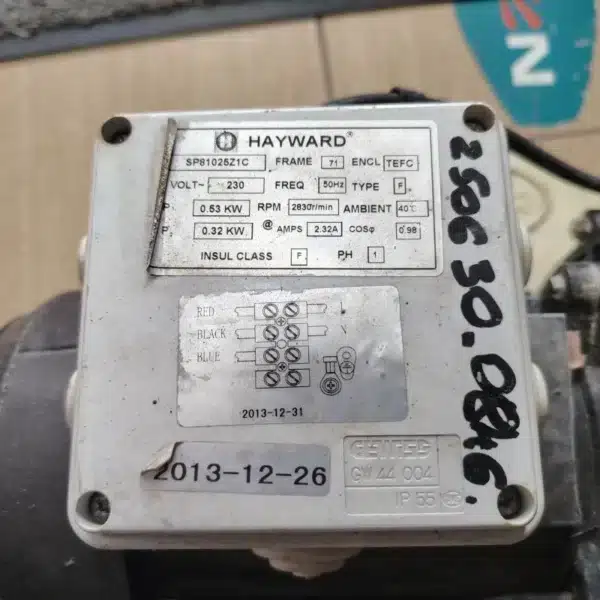 HAYWARD®
SP81025Z1C FRAME 71 ENCL TEFC
VOLT~ 230 FREQ 50Hz TYPE F
P 0.53 KW RPM 2830r/min AMBIENT 40℃
P 0.32 KW @ AMPS 2.32A COSφ 0.98
INSUL CLASS F PH 1
RED L
BLACK N
BLUE
2013-12-31
2013-12-26
GEWISS
GW 44 004
IP 55
2506 30.0846.